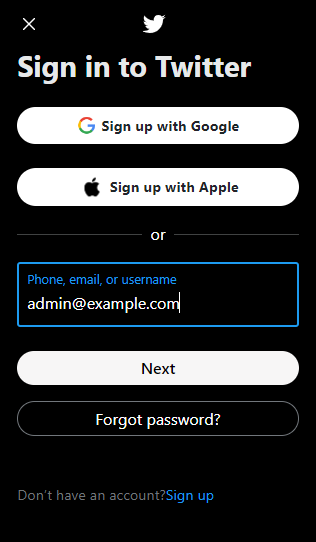 Sign in to Twitter
Sign up with Google
Sign up with Apple
or
Phone, email, or username
admin@example.com
Next
Forgot password?
Don't have an account?Sign up